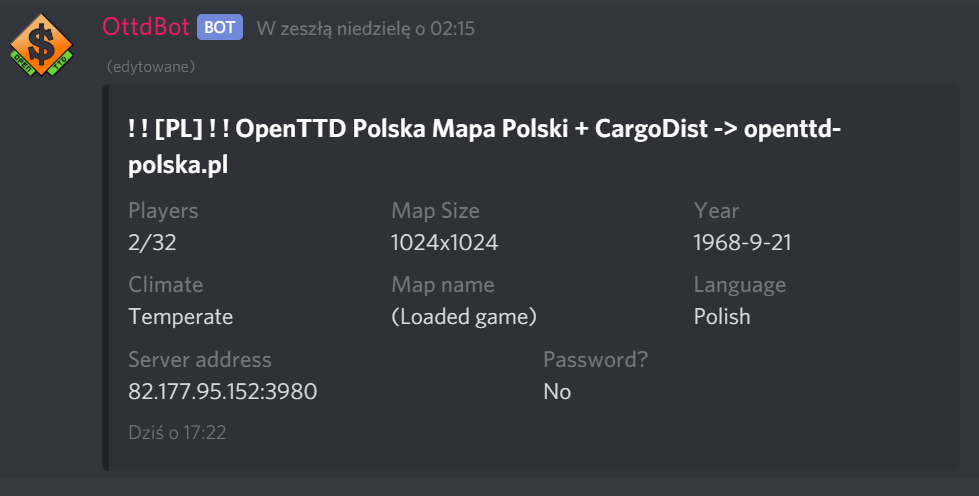 OttdBot BOT W zeszłą niedzielę o 02:15
(edytowane)
! ! [PL] ! ! OpenTTD Polska Mapa Polski + CargoDist -> openttd-
polska.pl
Players Map Size Year
2/32 1024x1024 1968-9-21
Climate Map name Language
Temperate (Loaded game) Polish
Server address Password?
82.177.95.152:3980 No
Dziś o 17:22
OPEN TTD